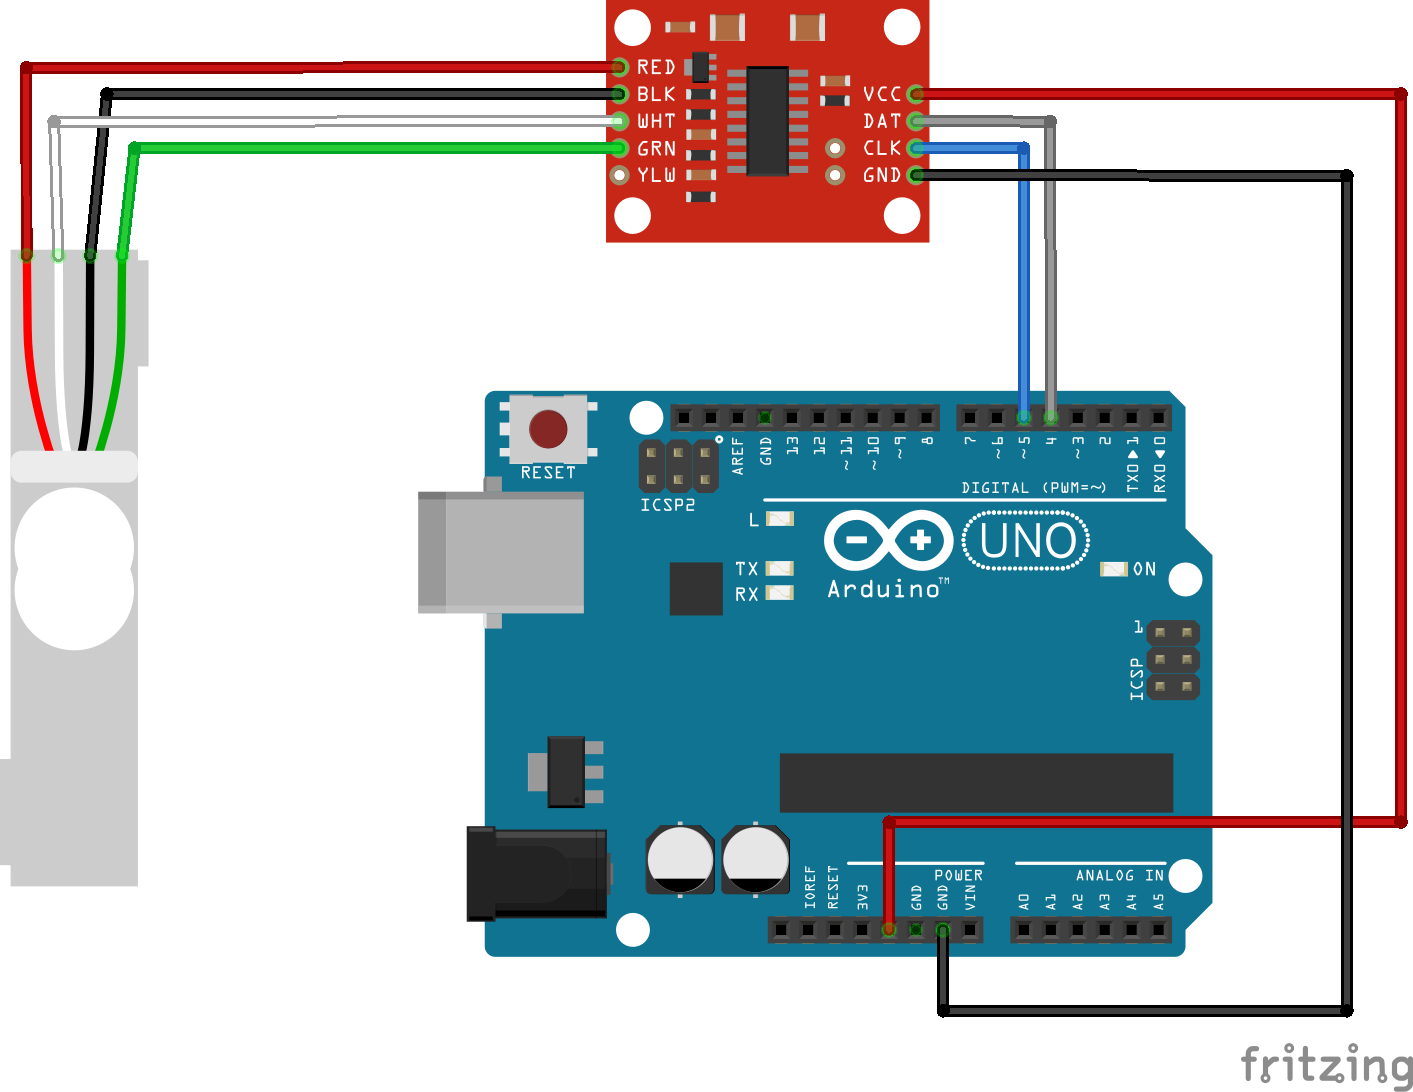 RED
BLK
WHT
GRN
YLW
VCC
DAT
CLK
GND
RESET
ICSP2
AREF
GND
13
12
~11
~10
~9
8
7
~6
~5
4
~3
2
TX0 ▶ 1
RX0 ◀ 0
DIGITAL (PWM=~)
L
TX
RX
UNO
Arduino™
ON
1
ICSP
IOREF
RESET
3V3
GND
GND
VIN
POWER
ANALOG IN
A0
A1
A2
A3
A4
A5
fritzing